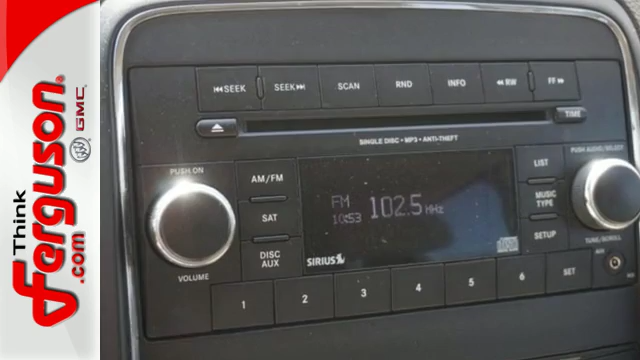 Think
Ferguson
.com
GMC
⏮SEEK SEEK⏭ SCAN RND INFO ◀◀RW FF▶▶
TIME
SINGLE DISC • MP3 • ANTI-THEFT
PUSH ON
VOLUME
AM/FM
SAT
DISC
AUX
FM
10:53
102.5 MHz
SIRIUS
LIST
MUSIC
TYPE
SETUP
PUSH AUDIO/SELECT
TUNE/SCROLL
AUX
1 2 3 4 5 6 SET